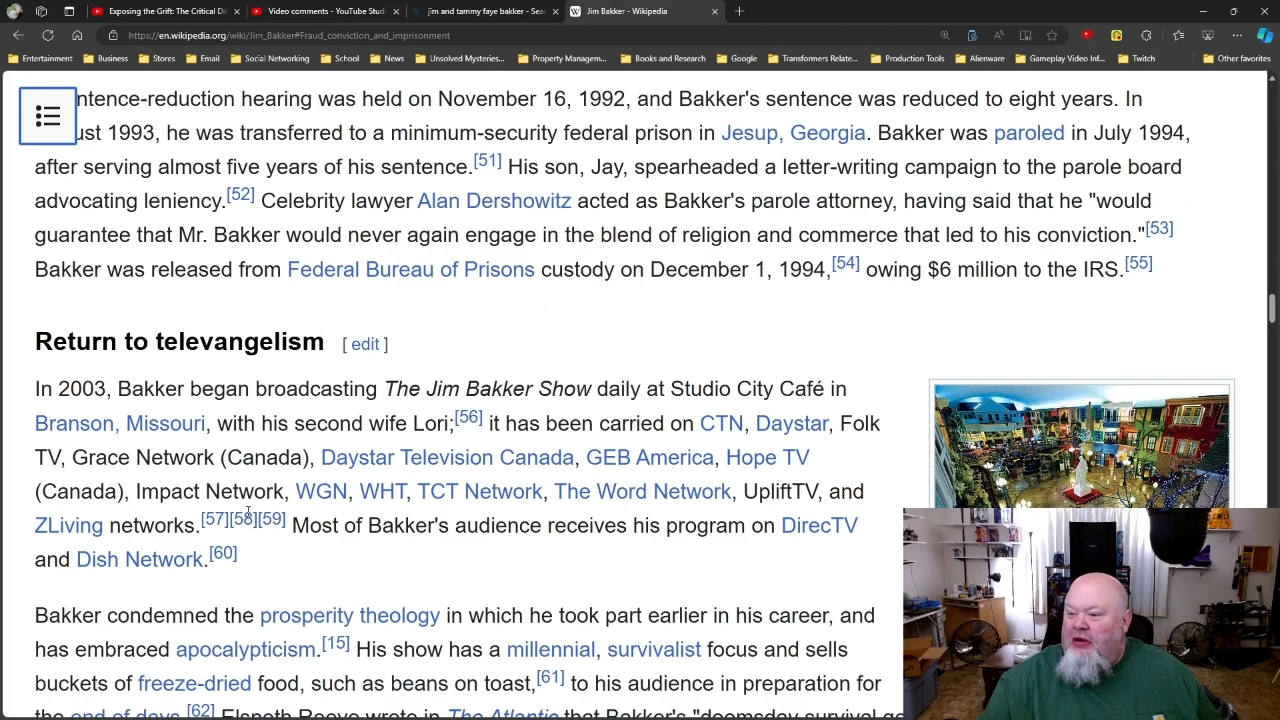 Exposing the Grift: The Critical Dr
Video comments - YouTube Studi
jim and tammy faye bakker - Sear
Jim Bakker - Wikipedia
https://en.wikipedia.org/wiki/Jim_Bakker#Fraud_conviction_and_imprisonment
Entertainment Business Stores Email Social Networking School News Unsolved Mysteries... Property Managem... Books and Research Google Transformers Relate... Production Tools Alienware Gameplay Video Inf... Twitch Other favorites
ntence-reduction hearing was held on November 16, 1992, and Bakker's sentence was reduced to eight years. In
ust 1993, he was transferred to a minimum-security federal prison in Jesup, Georgia. Bakker was paroled in July 1994,
after serving almost five years of his sentence.[51] His son, Jay, spearheaded a letter-writing campaign to the parole board
advocating leniency.[52] Celebrity lawyer Alan Dershowitz acted as Bakker's parole attorney, having said that he "would
guarantee that Mr. Bakker would never again engage in the blend of religion and commerce that led to his conviction."[53]
Bakker was released from Federal Bureau of Prisons custody on December 1, 1994,[54] owing $6 million to the IRS.[55]
Return to televangelism [ edit ]
In 2003, Bakker began broadcasting The Jim Bakker Show daily at Studio City Café in
Branson, Missouri, with his second wife Lori;[56] it has been carried on CTN, Daystar, Folk
TV, Grace Network (Canada), Daystar Television Canada, GEB America, Hope TV
(Canada), Impact Network, WGN, WHT, TCT Network, The Word Network, UpliftTV, and
ZLiving networks.[57][58][59] Most of Bakker's audience receives his program on DirecTV
and Dish Network.[60]
Bakker condemned the prosperity theology in which he took part earlier in his career, and
has embraced apocalypticism.[15] His show has a millennial, survivalist focus and sells
buckets of freeze-dried food, such as beans on toast,[61] to his audience in preparation for
the end of days.[62] Elspeth Reeve wrote in The Atlantic that Bakker's "doomsday survival ge